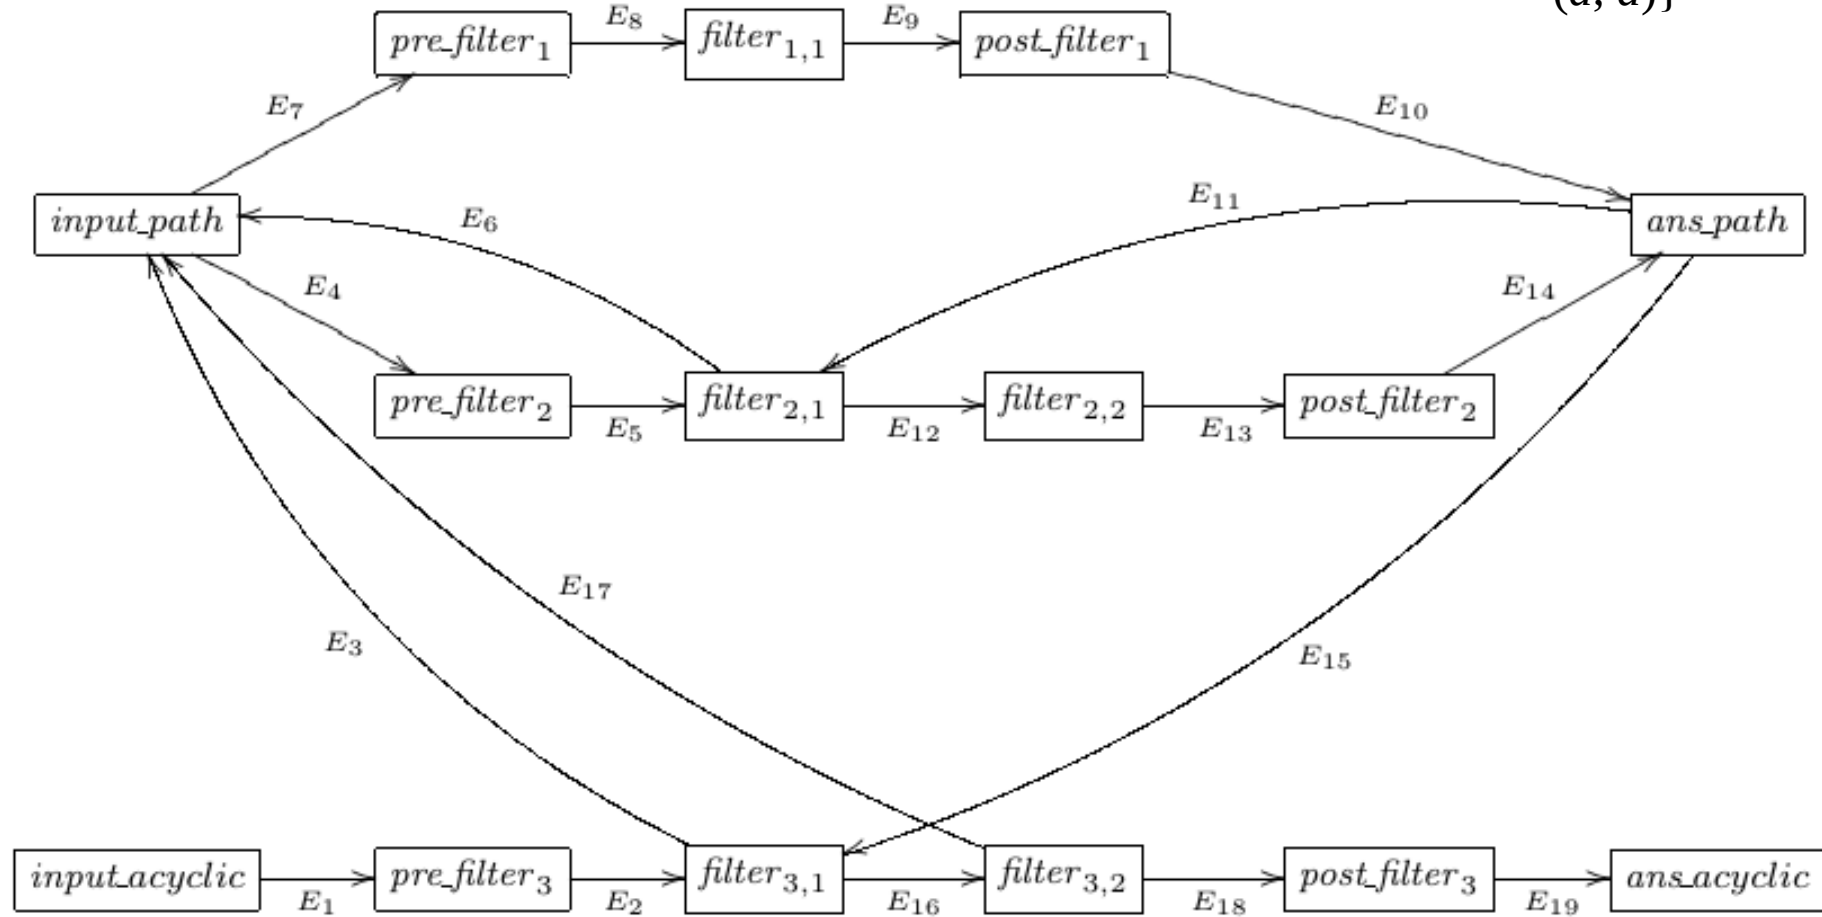 (a, a)}
E8 E9
pre_filter1 filter1,1 post_filter1
E7 E10
E11
input_path E6 ans_path
E4 E14
pre_filter2 filter2,1 filter2,2 post_filter2
E5 E12 E13
E17
E3 E15
input_acyclic pre_filter3 filter3,1 filter3,2 post_filter3 ans_acyclic
E1 E2 E16 E18 E19